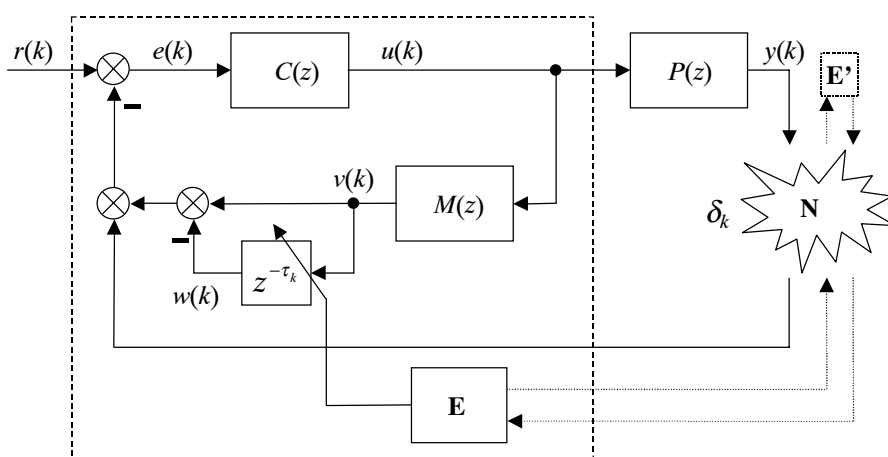 r(k)
e(k)
C(z)
u(k)
P(z)
y(k)
E’
v(k)
M(z)
δₖ
N
z^{-τₖ}
w(k)
E